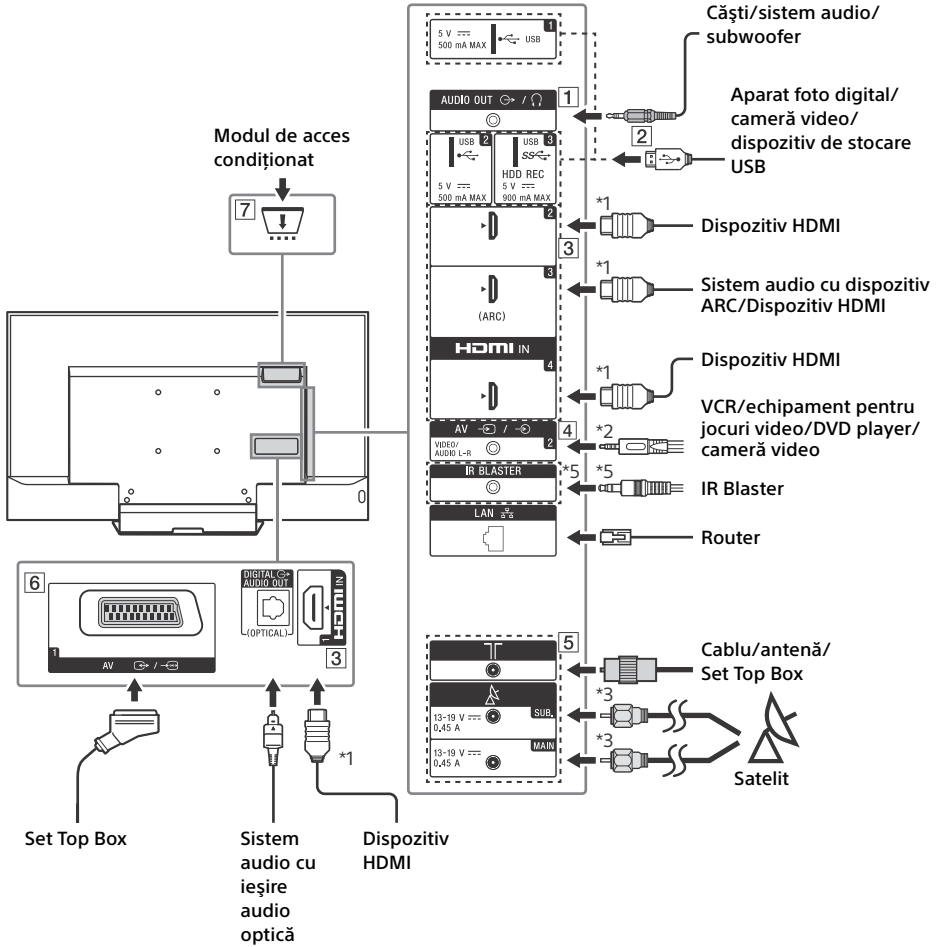 5 V
500 mA MAX
USB
1
Căşti/sistem audio/
subwoofer
AUDIO OUT / 
1
Aparat foto digital/
cameră video/
dispozitiv de stocare
USB
2
USB 2
5 V
500 mA MAX
USB 3
HDD REC
5 V
900 mA MAX
Modul de acces
condiționat
7
2
*1
Dispozitiv HDMI
3
3
(ARC)
*1
Sistem audio cu dispozitiv
ARC/Dispozitiv HDMI
HDMI IN
4
*1
Dispozitiv HDMI
AV /
VIDEO/
AUDIO L-R
2
4
*2
VCR/echipament pentru
jocuri video/DVD player/
cameră video
IR BLASTER
*5
*5
IR Blaster
LAN
Router
6
1
AV /
DIGITAL
AUDIO OUT
(OPTICAL)
HDMI IN
1
3
*1
Set Top Box
Sistem
audio cu
ieşire
audio
optică
Dispozitiv
HDMI
5
Cablu/antenă/
Set Top Box
13-19 V
0.45 A
SUB.
*3
13-19 V
0.45 A
MAIN
*3
Satelit